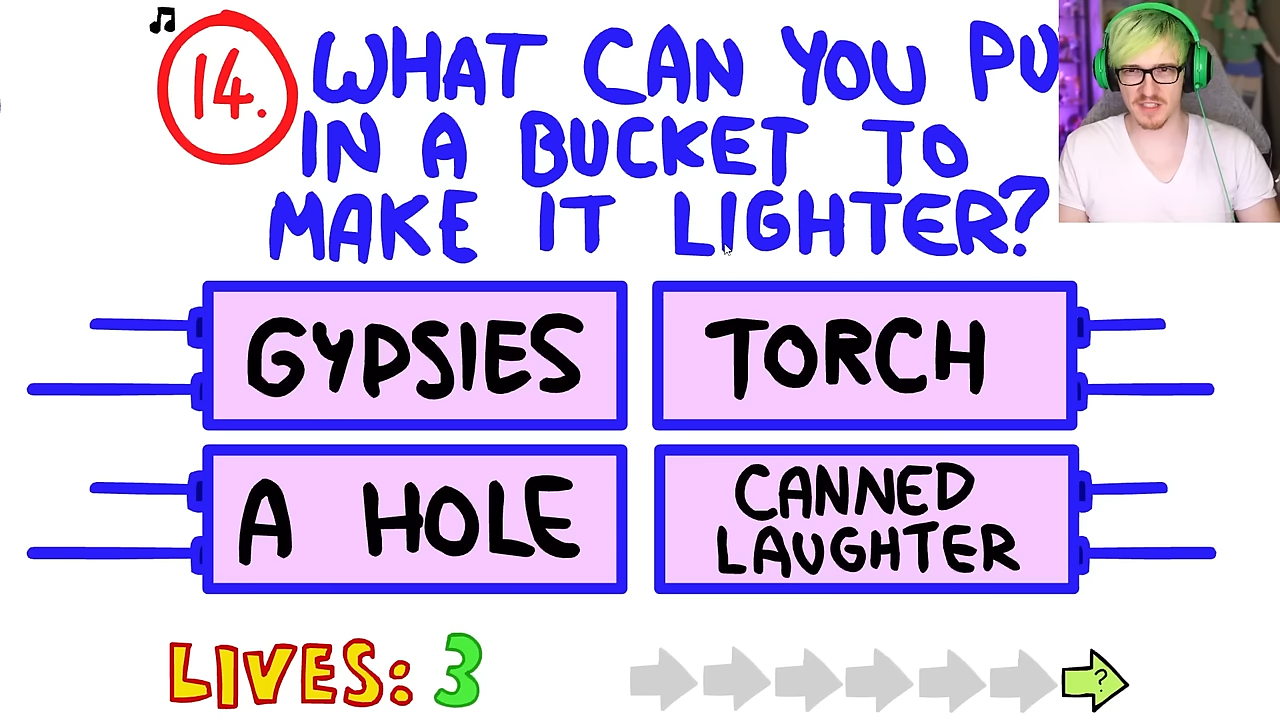 14. WHAT CAN YOU PU
IN A BUCKET TO
MAKE IT LIGHTER?
GYPSIES
TORCH
A HOLE
CANNED
LAUGHTER
LIVES: 3
?